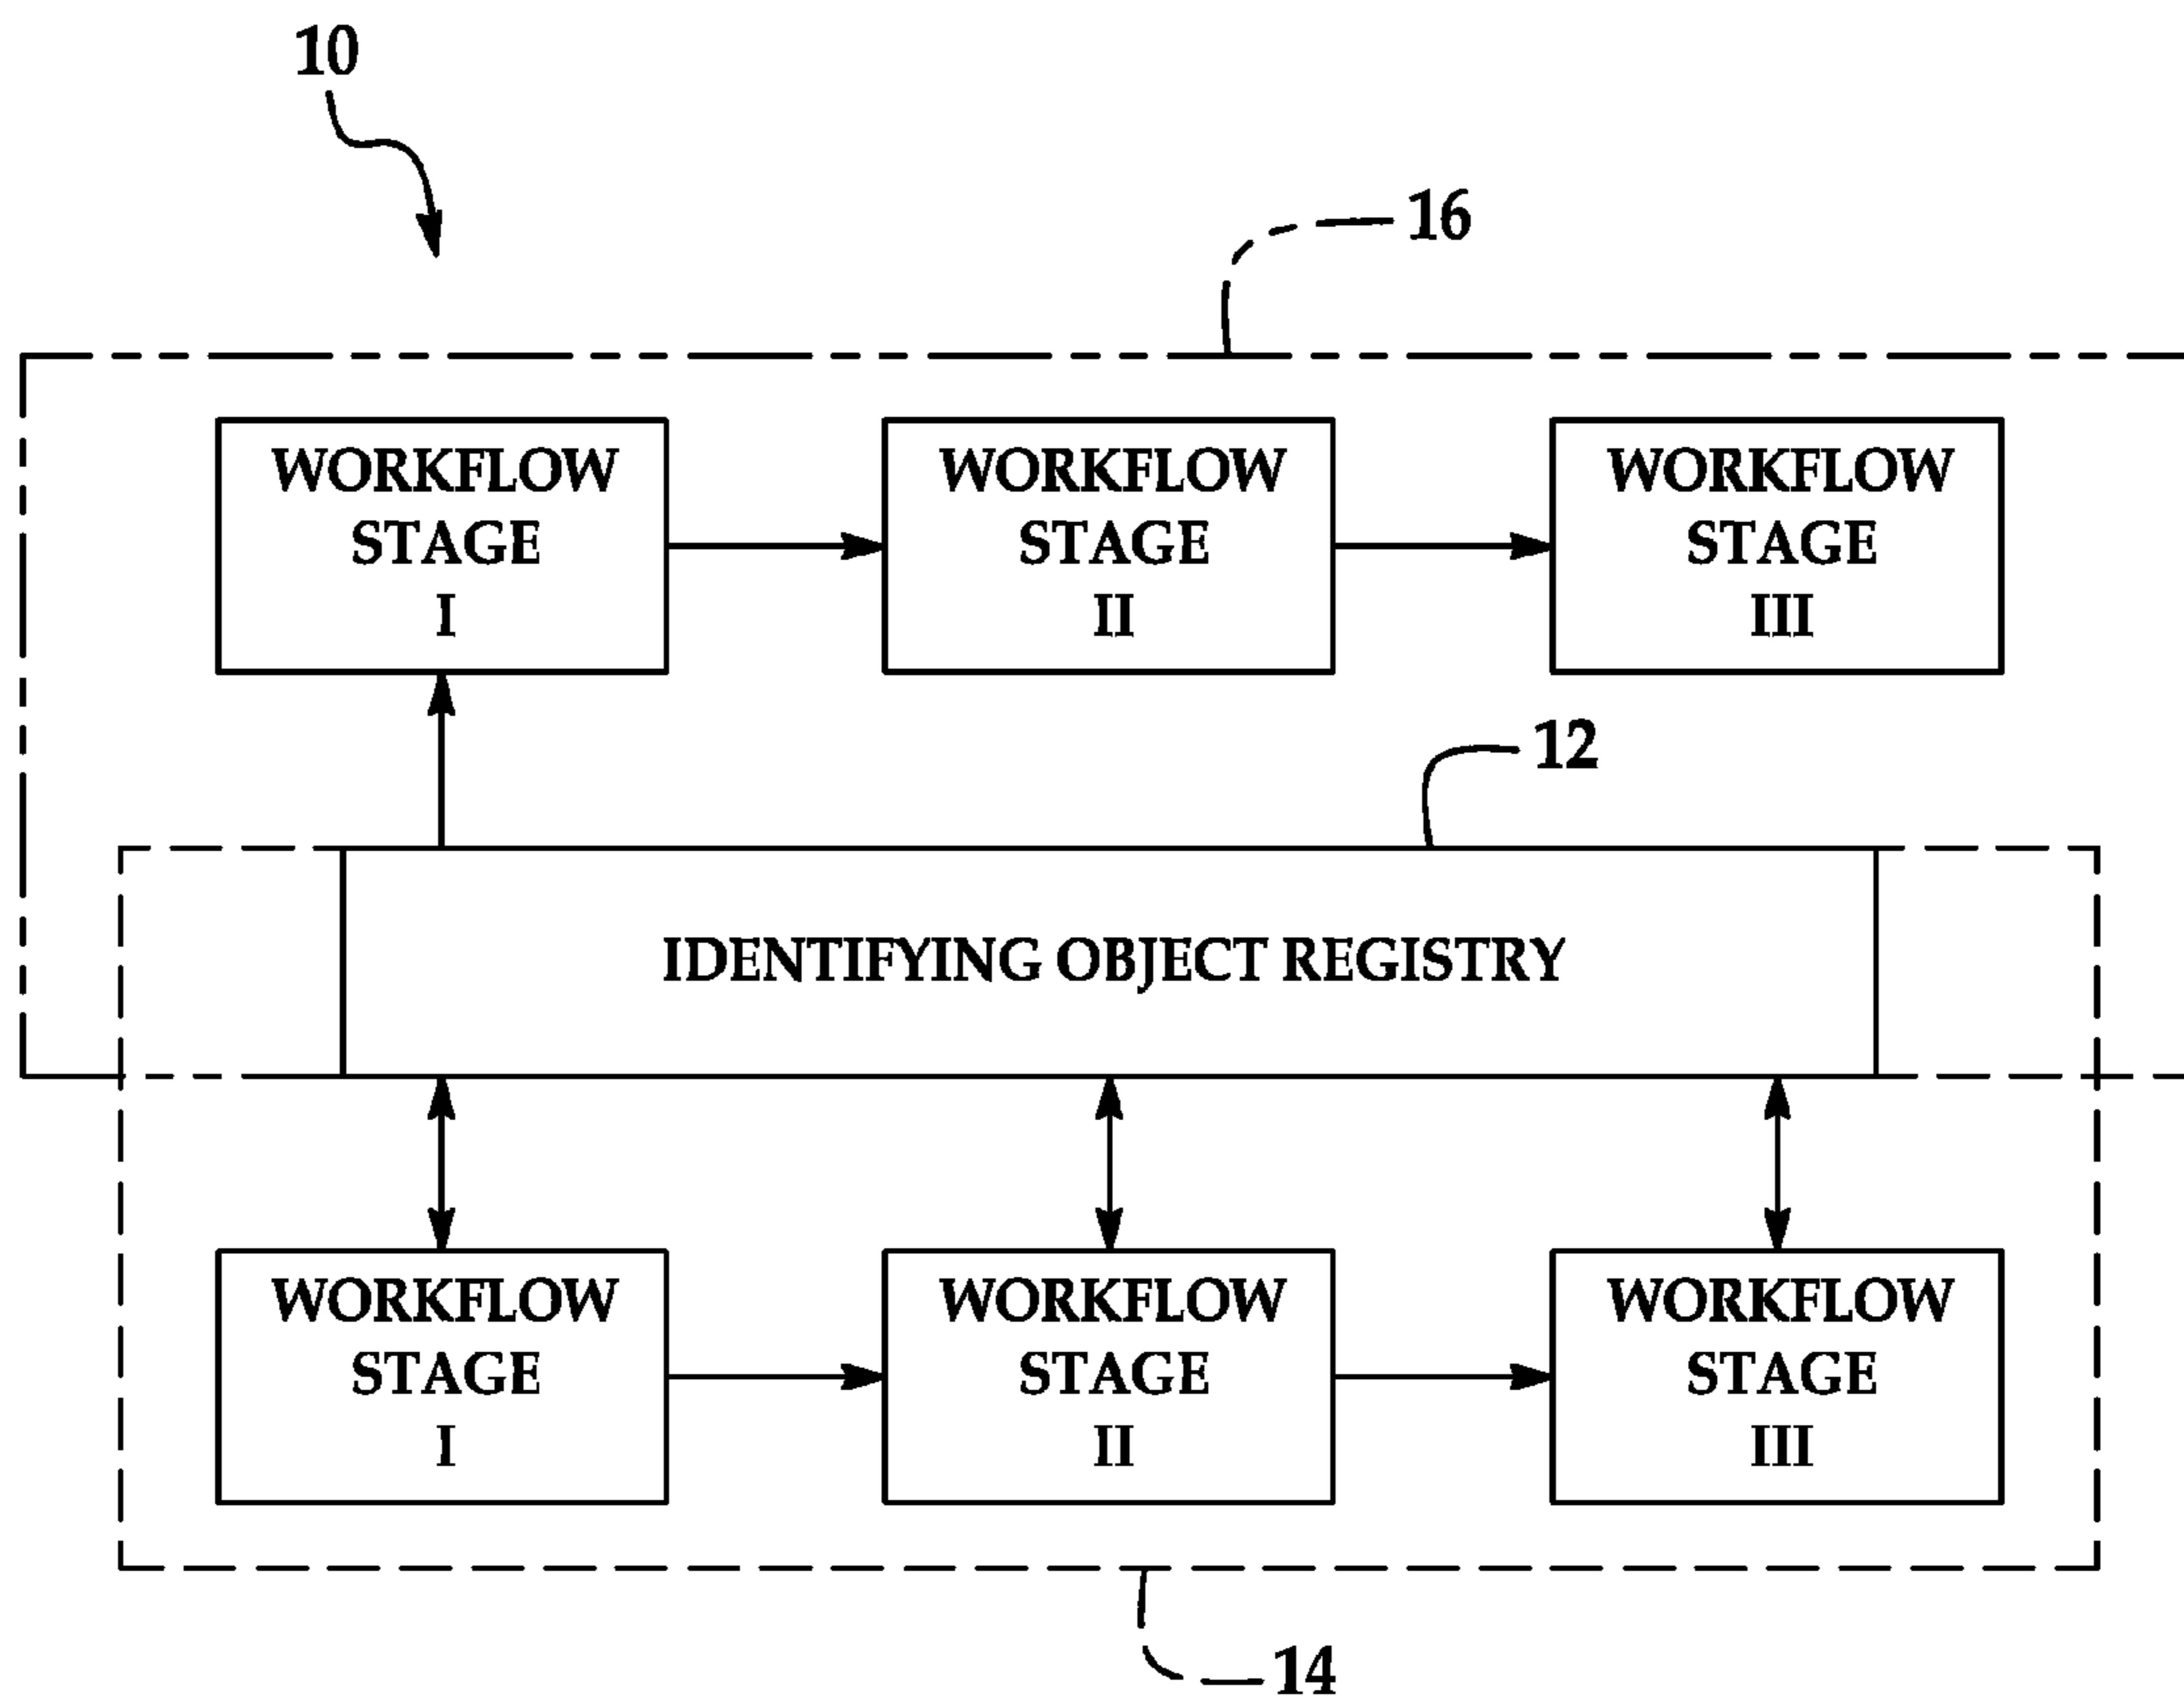 10
16
WORKFLOW
STAGE
I
WORKFLOW
STAGE
II
WORKFLOW
STAGE
III
12
IDENTIFYING OBJECT REGISTRY
WORKFLOW
STAGE
I
WORKFLOW
STAGE
II
WORKFLOW
STAGE
III
14